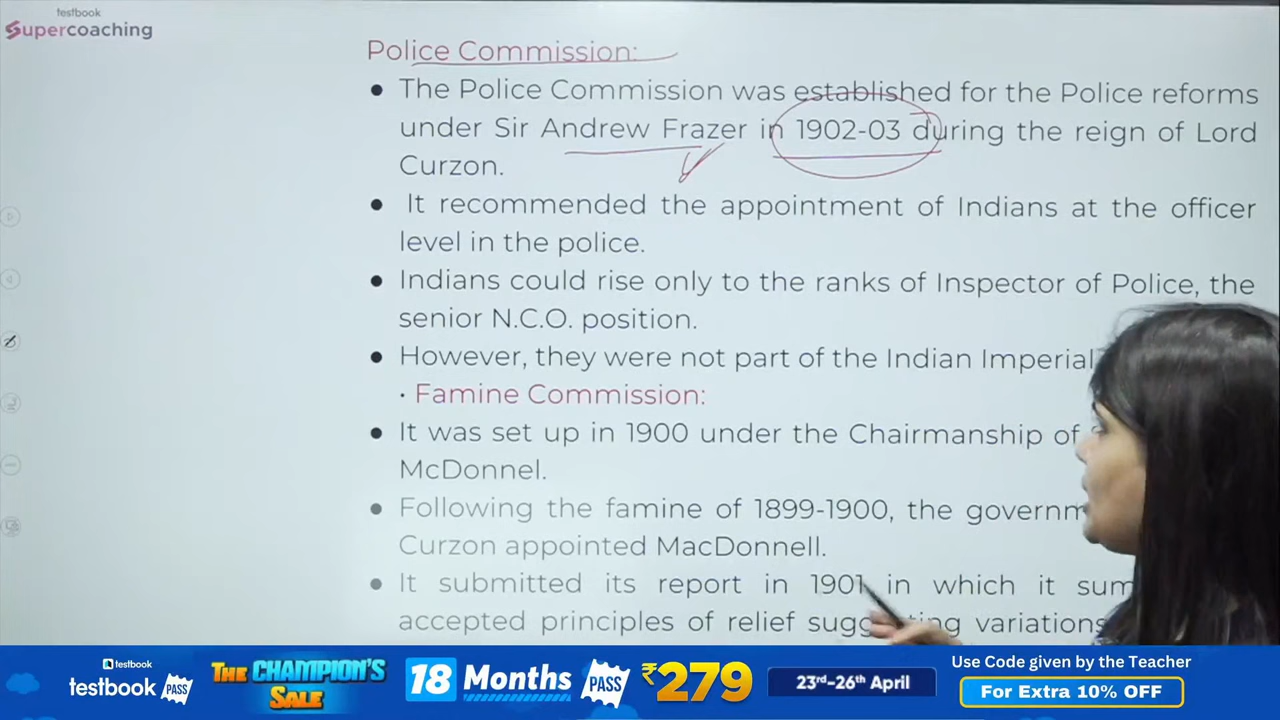 testbook
Supercoaching
Police Commission:
● The Police Commission was established for the Police reforms
under Sir Andrew Frazer in 1902-03 during the reign of Lord
Curzon.
● It recommended the appointment of Indians at the officer
level in the police.
● Indians could rise only to the ranks of Inspector of Police, the
senior N.C.O. position.
● However, they were not part of the Indian Imperial
· Famine Commission:
● It was set up in 1900 under the Chairmanship of
McDonnel.
● Following the famine of 1899-1900, the
Curzon appointed MacDonnell.
● It submitted its report in 1901 in which it
accepted principles of relief suggesting variations
testbook
testbook PASS
THE CHAMPION'S
SALE
18 Months PASS ₹279
23rd-26th April
Use Code given by the Teacher
For Extra 10% OFF